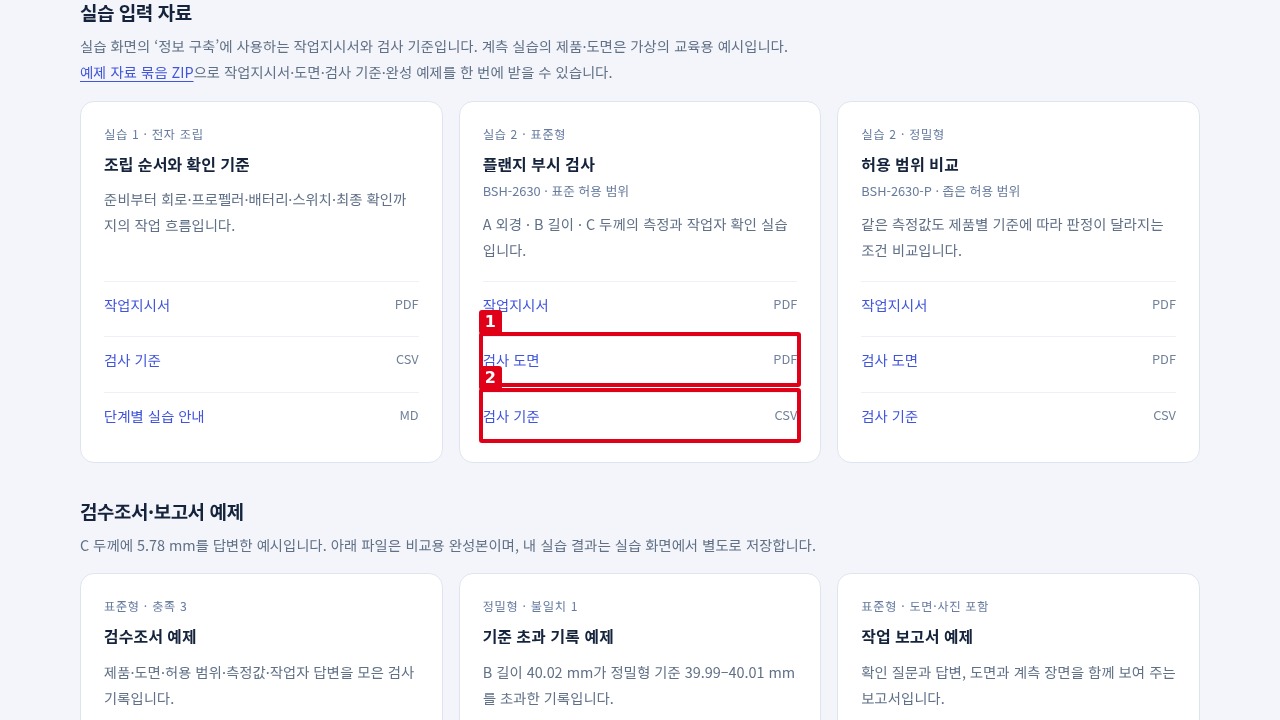 실습 입력 자료
실습 화면의 ‘정보 구축’에 사용하는 작업지시서와 검사 기준입니다. 계측 실습의 제품·도면은 가상의 교육용 예시입니다.
예제 자료 묶음 ZIP으로 작업지시서·도면·검사 기준·완성 예제를 한 번에 받을 수 있습니다.
실습 1 · 전자 조립
조립 순서와 확인 기준
준비부터 회로·프로펠러·배터리·스위치·최종 확인까
지의 작업 흐름입니다.
작업지시서 PDF
검사 기준 CSV
단계별 실습 안내 MD
실습 2 · 표준형
플랜지 부시 검사
BSH-2630 · 표준 허용 범위
A 외경 · B 길이 · C 두께의 측정과 작업자 확인 실습
입니다.
작업지시서 PDF
1
검사 도면 PDF
2
검사 기준 CSV
실습 2 · 정밀형
허용 범위 비교
BSH-2630-P · 좁은 허용 범위
같은 측정값도 제품별 기준에 따라 판정이 달라지는
조건 비교입니다.
작업지시서 PDF
검사 도면 PDF
검사 기준 CSV
검수조서·보고서 예제
C 두께에 5.78 mm를 답변한 예시입니다. 아래 파일은 비교용 완성본이며, 내 실습 결과는 실습 화면에서 별도로 저장합니다.
표준형 · 충족 3
검수조서 예제
제품·도면·허용 범위·측정값·작업자 답변을 모은 검사
기록입니다.
정밀형 · 불일치 1
기준 초과 기록 예제
B 길이 40.02 mm가 정밀형 기준 39.99–40.01 mm
를 초과한 기록입니다.
표준형 · 도면·사진 포함
작업 보고서 예제
확인 질문과 답변, 도면과 계측 장면을 함께 보여 주는
보고서입니다.